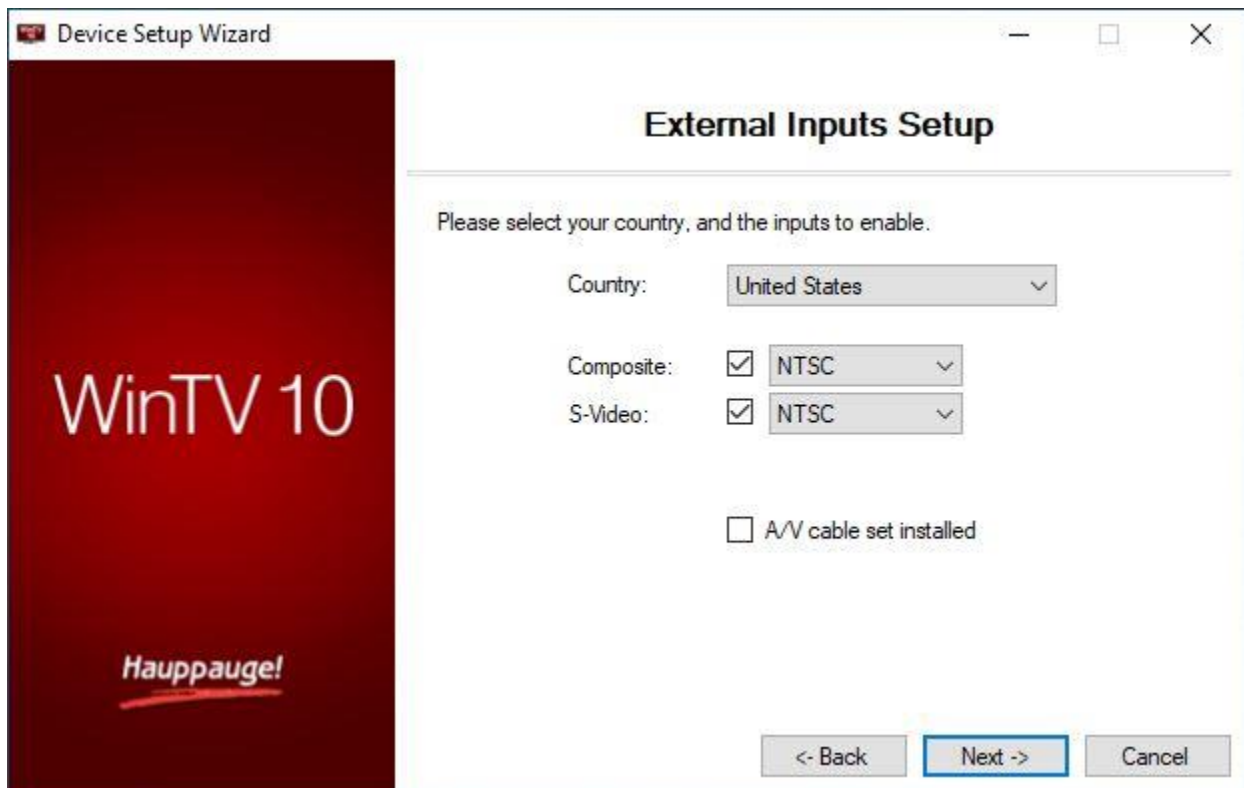 Device Setup Wizard
External Inputs Setup
Please select your country, and the inputs to enable.
Country: United States
Composite: NTSC
S-Video: NTSC
A/V cable set installed
WinTV 10
Hauppauge!
<- Back Next -> Cancel